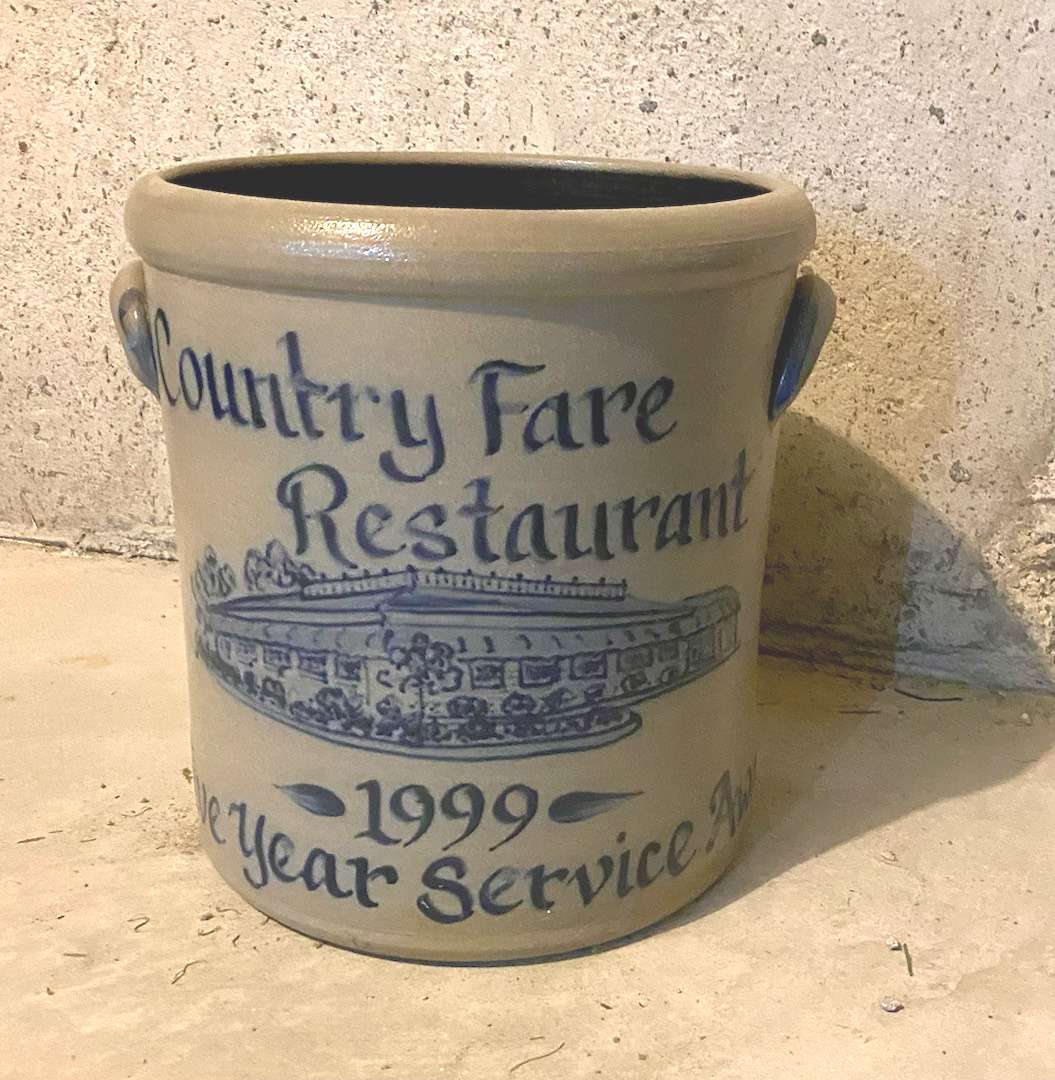 Country Fare
Restaurant
1999
Year Service